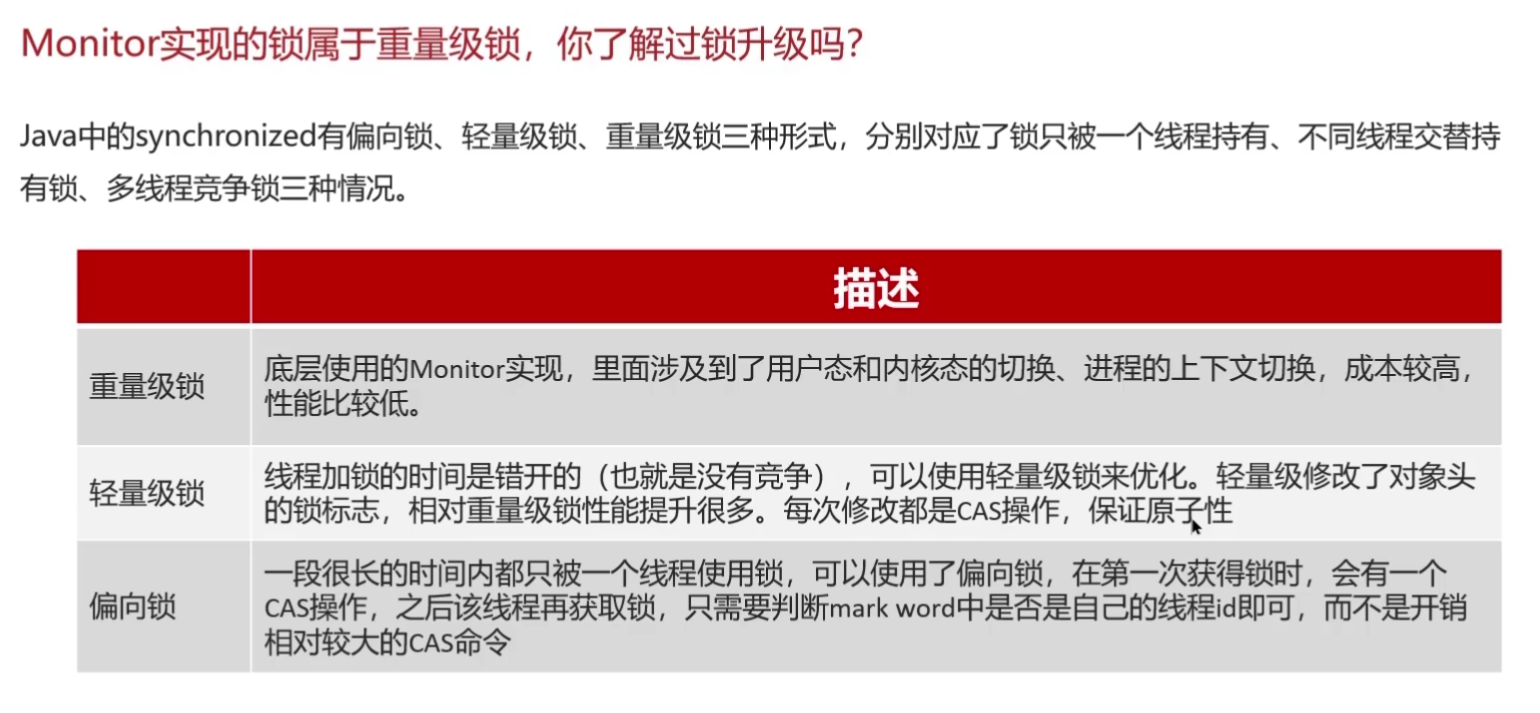 Monitor实现的锁属于重量级锁，你了解过锁升级吗？
Java中的synchronized有偏向锁、轻量级锁、重量级锁三种形式，分别对应了锁只被一个线程持有、不同线程交替持
有锁、多线程竞争锁三种情况。
描述
重量级锁
底层使用的Monitor实现，里面涉及到了用户态和内核态的切换、进程的上下文切换，成本较高，
性能比较低。
轻量级锁
线程加锁的时间是错开的（也就是没有竞争），可以使用轻量级锁来优化。轻量级修改了对象头
的锁标志，相对重量级锁性能提升很多。每次修改都是CAS操作，保证原子性
偏向锁
一段很长的时间内都只被一个线程使用锁，可以使用了偏向锁，在第一次获得锁时，会有一个
CAS操作，之后该线程再获取锁，只需要判断mark word中是否是自己的线程id即可，而不是开销
相对较大的CAS命令